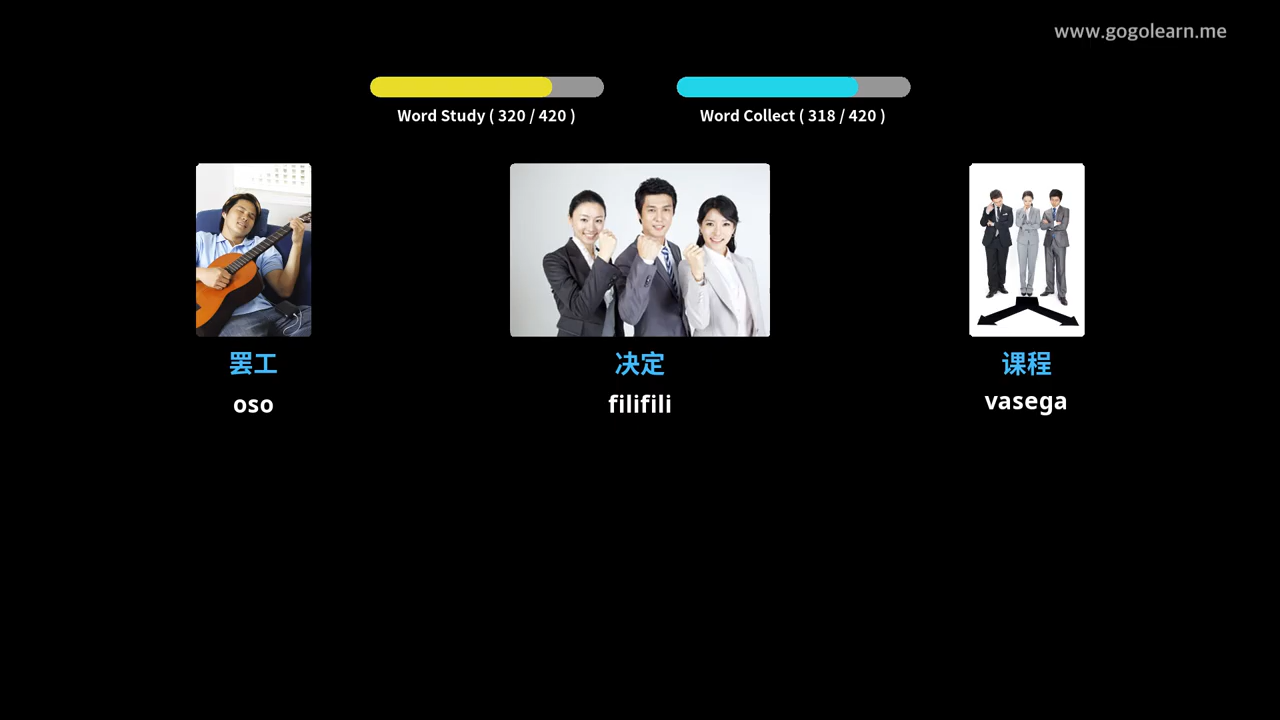 www.gogolearn.me
Word Study ( 320 / 420 )
Word Collect ( 318 / 420 )
罢工
oso
决定
filifili
课程
vasega